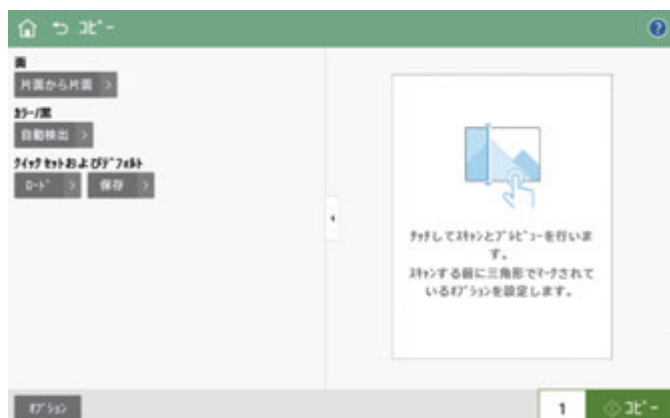 コピー
面
片面から片面
カラー/黒
自動検出
クイックセットおよびデフォルト
ロード
保存
タッチしてスキャンとプレビューを行いま
す。
スキャンする前に三角形でマークされて
いるオプションを設定します。
オプション
1
コピー